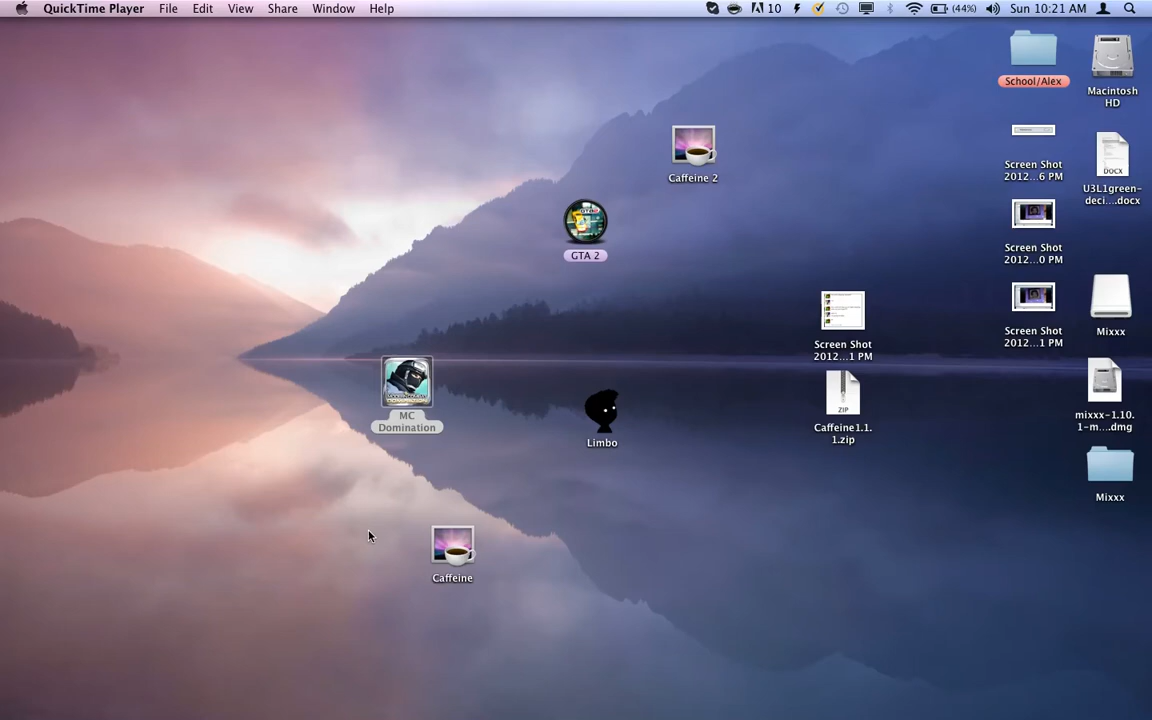 QuickTime Player File Edit View Share Window Help 10 (44%) Sun 10:21 AM
School/Alex
Macintosh
HD
Caffeine 2
Screen Shot
2012...6 PM
DOCX
U3L1green-
deci....docx
GTA 2
Screen Shot
2012...0 PM
Screen Shot
2012...1 PM
Mixxx
Screen Shot
2012...1 PM
MC
Domination
Limbo
ZIP
Caffeine1.1.
1.zip
mixxx-1.10.
1-m....dmg
Mixxx
Caffeine